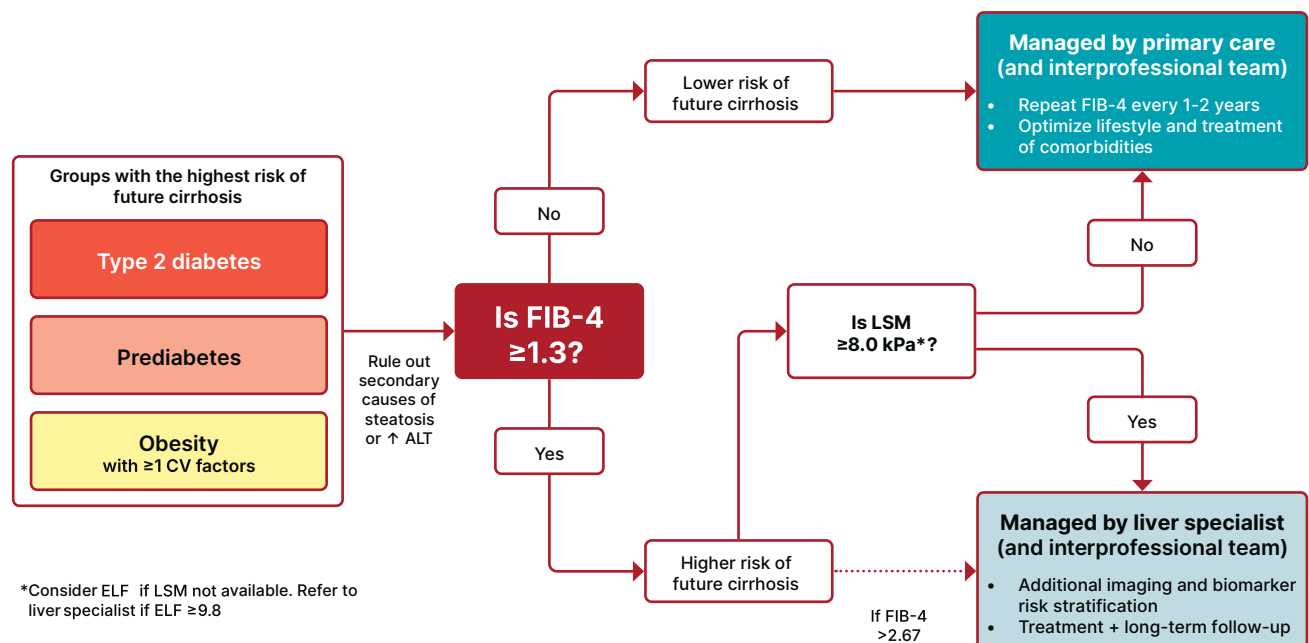 Groups with the highest risk of
future cirrhosis
Type 2 diabetes
Prediabetes
Obesity
with ≥1 CV factors
Rule out
secondary
causes of
steatosis
or ↑ ALT
Is FIB-4
≥1.3?
No
Lower risk of
future cirrhosis
Managed by primary care
(and interprofessional team)
• Repeat FIB-4 every 1-2 years
• Optimize lifestyle and treatment
of comorbidities
Yes
Higher risk of
future cirrhosis
Is LSM
≥8.0 kPa*?
No
Yes
If FIB-4
>2.67
Managed by liver specialist
(and interprofessional team)
• Additional imaging and biomarker
risk stratification
• Treatment + long-term follow-up
*Consider ELF if LSM not available. Refer to
liver specialist if ELF ≥9.8